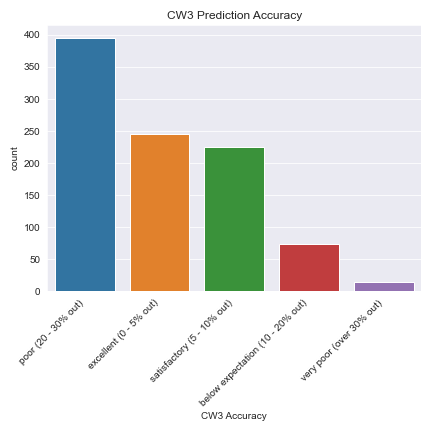 CW3 Prediction Accuracy
400
350
300
250
200
150
100
50
0
count
poor (20 - 30% out)
excellent (0 - 5% out)
satisfactory (5 - 10% out)
below expectation (10 - 20% out)
very poor (over 30% out)
CW3 Accuracy